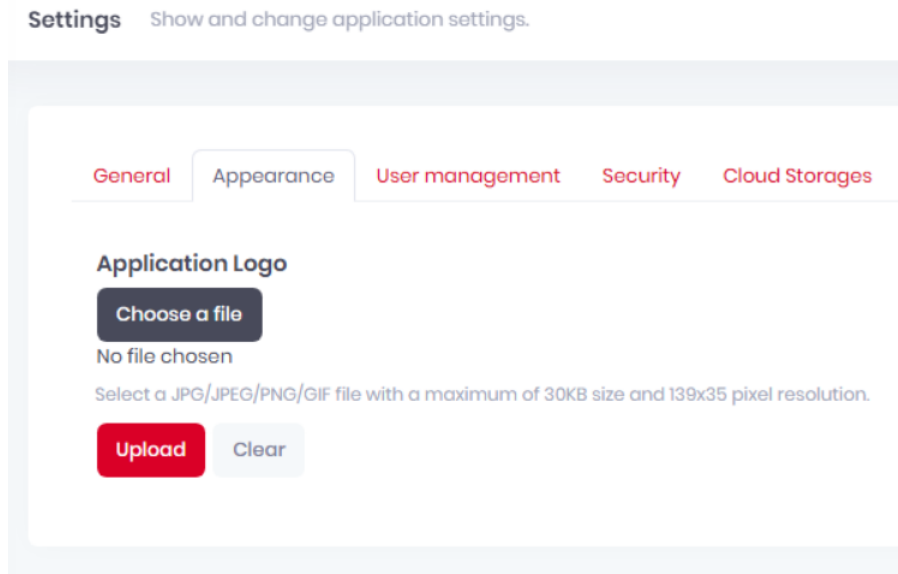 Settings Show and change application settings.
General Appearance User management Security Cloud Storages
Application Logo
Choose a file
No file chosen
Select a JPG/JPEG/PNG/GIF file with a maximum of 30KB size and 139x35 pixel resolution.
Upload Clear